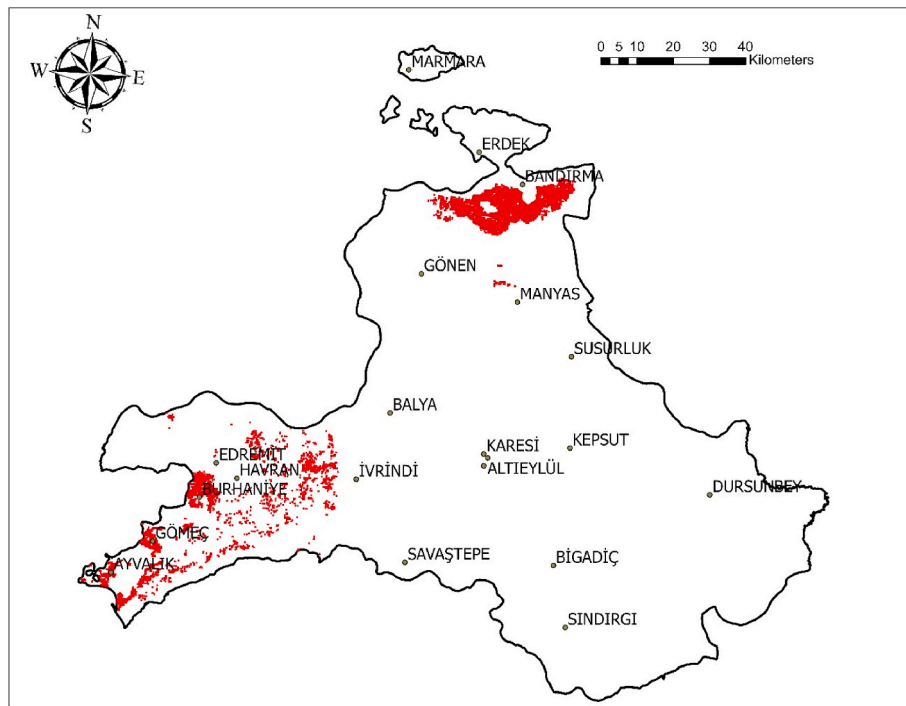 N
W E
S
MARMARA
0 5 10 20 30 40
Kilometers
ERDEK
BANDIRMA
GÖNEN
MANYAS
SUSURLUK
BALYA
KARESİ
KEPSUT
ALTIEYLÜL
EDREMİT
HAVRAN
İVRİNDİ
BURHANİYE
DURSUNBEY
GÖMEÇ
AYVALIK
SAVAŞTEPE
BİGADİÇ
SINDIRGI